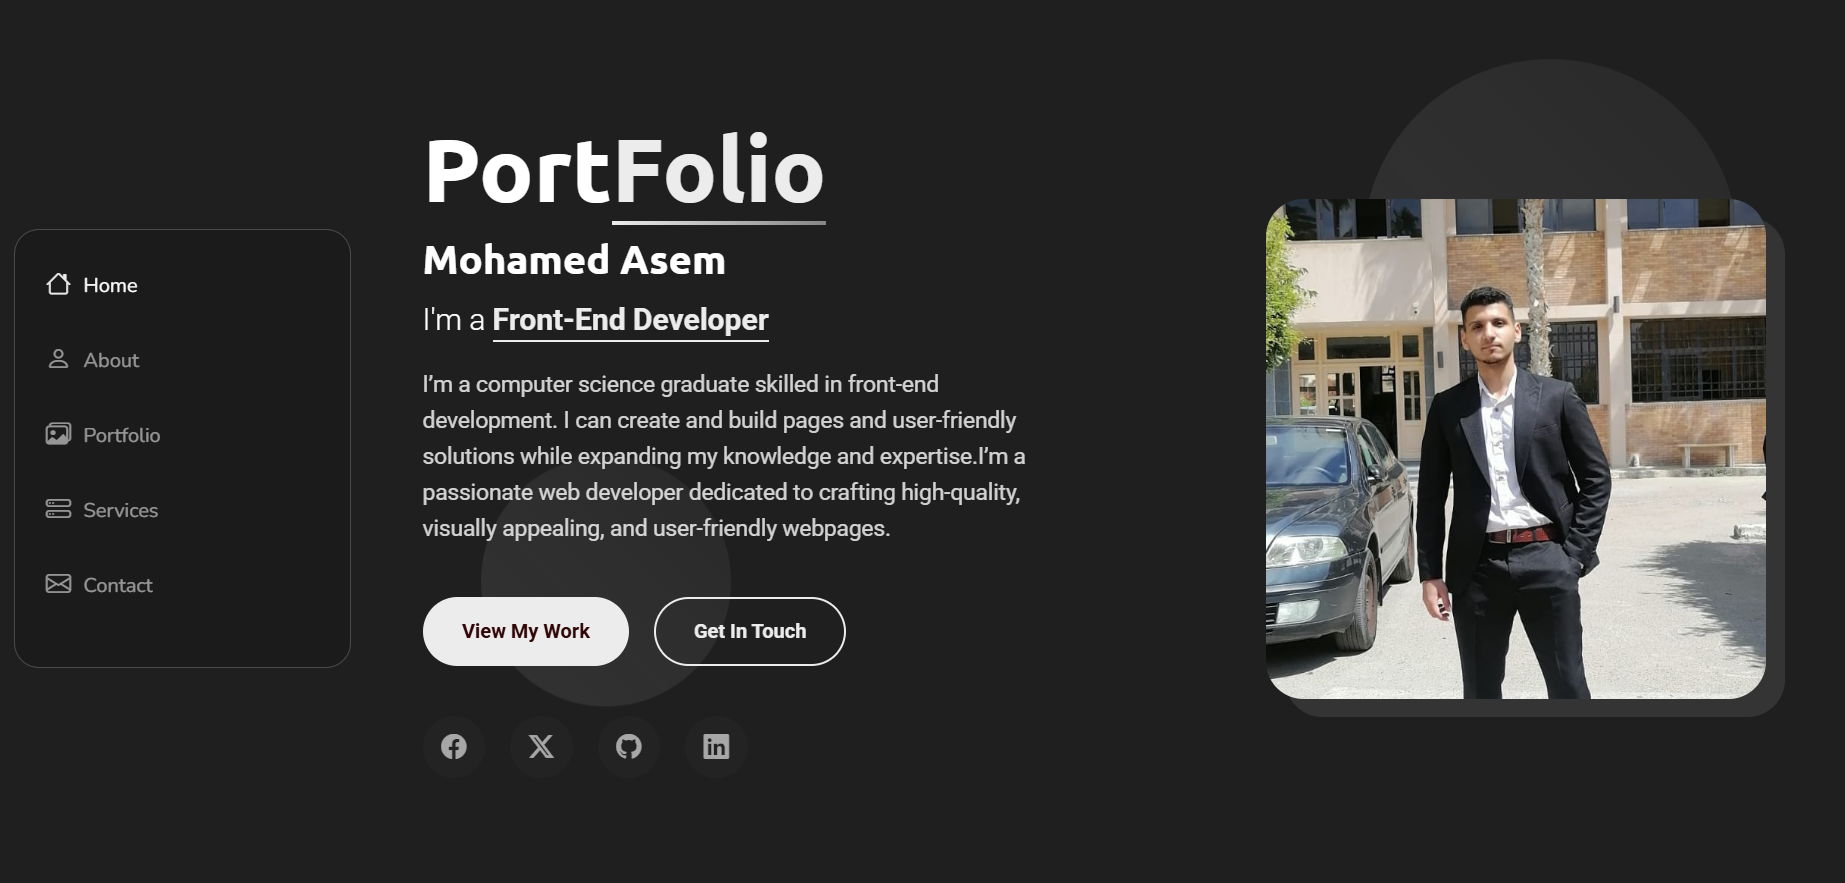 Home
About
Portfolio
Services
Contact
PortFolio
Mohamed Asem
I'm a Front-End Developer
I’m a computer science graduate skilled in front-end
development. I can create and build pages and user-friendly
solutions while expanding my knowledge and expertise.I’m a
passionate web developer dedicated to crafting high-quality,
visually appealing, and user-friendly webpages.
View My Work
Get In Touch